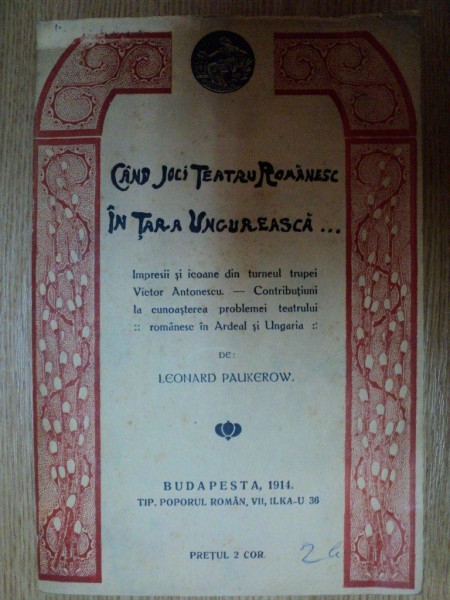 CÂND JOCI TEATRU ROMÂNESC
ÎN ȚARA UNGUREASCĂ ...
Impresii și icoane din turneul trupei
Victor Antonescu. — Contribuțiuni
la cunoașterea problemei teatrului
:: românesc în Ardeal și Ungaria ::
DE:
LEONARD PAUKEROW.
BUDAPESTA, 1914.
TIP. POPORUL ROMÂN, VII, ILKA-U 36
PREȚUL 2 COR.